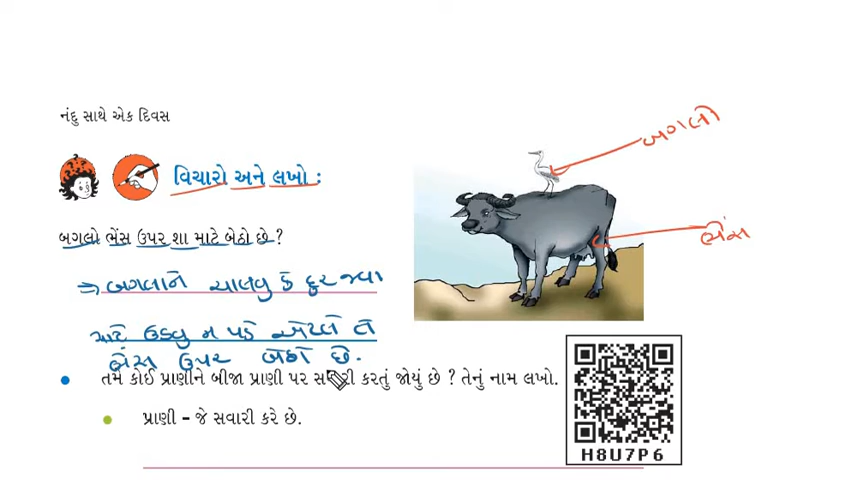 નંદુ સાથે એક દિવસ
વિચારો અને લખો :
બગલો ભેંસ ઉપર શા માટે બેઠો છે ?
→ બગલાને ચાલવુ કે દુર જવા
માટે ઉડવુ ન પડે એટલે તે
ભેંસ ઉપર બેઠો છે.
બગલો
ભેંસ
• તમે કોઈ પ્રાણીને બીજા પ્રાણી પર સવારી કરતું જોયું છે ? તેનું નામ લખો.
• પ્રાણી – જે સવારી કરે છે.
H8U7P6